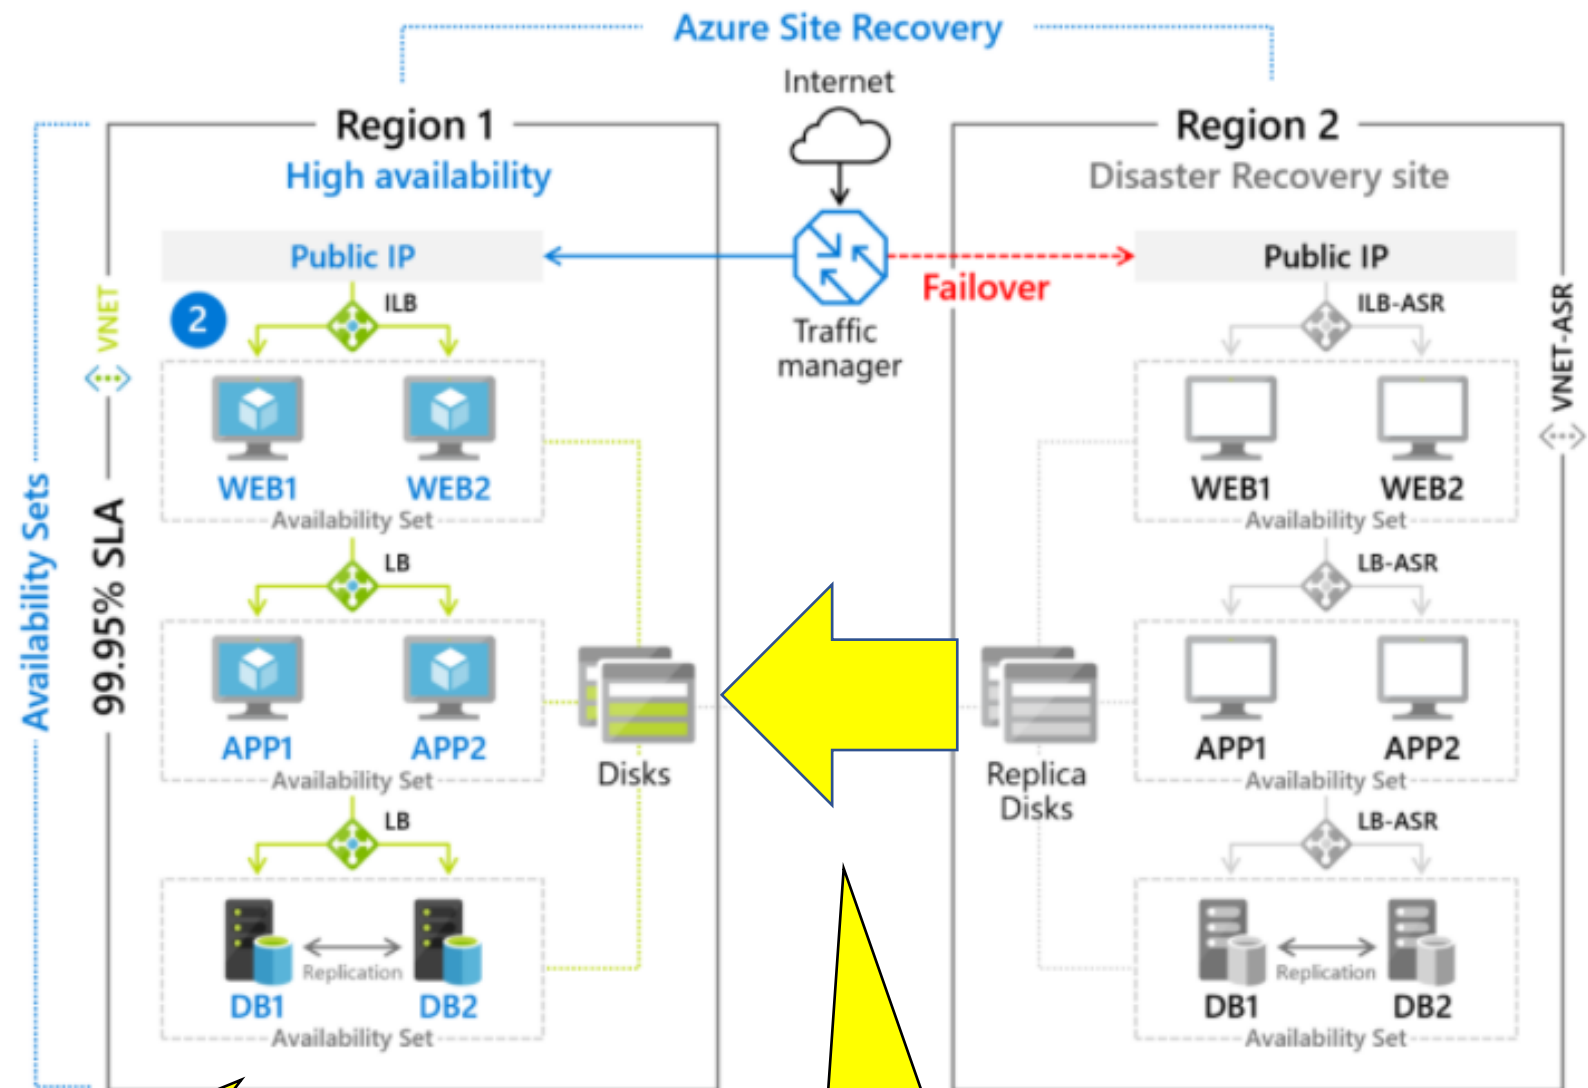 Azure Site Recovery
Internet
Region 1
High availability
Region 2
Disaster Recovery site
Public IP
Public IP
Failover
Traffic
manager
2
ILB
ILB-ASR
VNET
VNET-ASR
Availability Sets
99.95% SLA
WEB1
WEB2
Availability Set
WEB1
WEB2
Availability Set
LB
LB-ASR
APP1
APP2
Availability Set
Disks
Replica
Disks
APP1
APP2
Availability Set
LB
LB-ASR
Replication
DB1
DB2
Availability Set
Replication
DB1
DB2
Availability Set